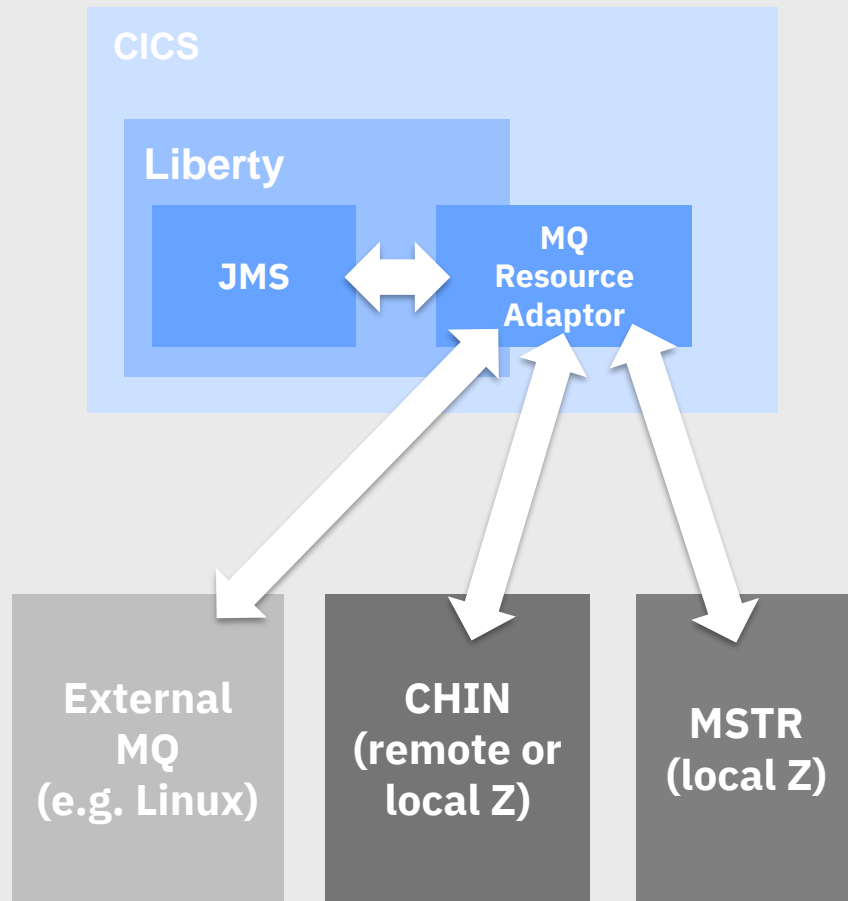 CICS
Liberty
JMS
MQ
Resource
Adaptor
External
MQ
(e.g. Linux)
CHIN
(remote or
local Z)
MSTR
(local Z)